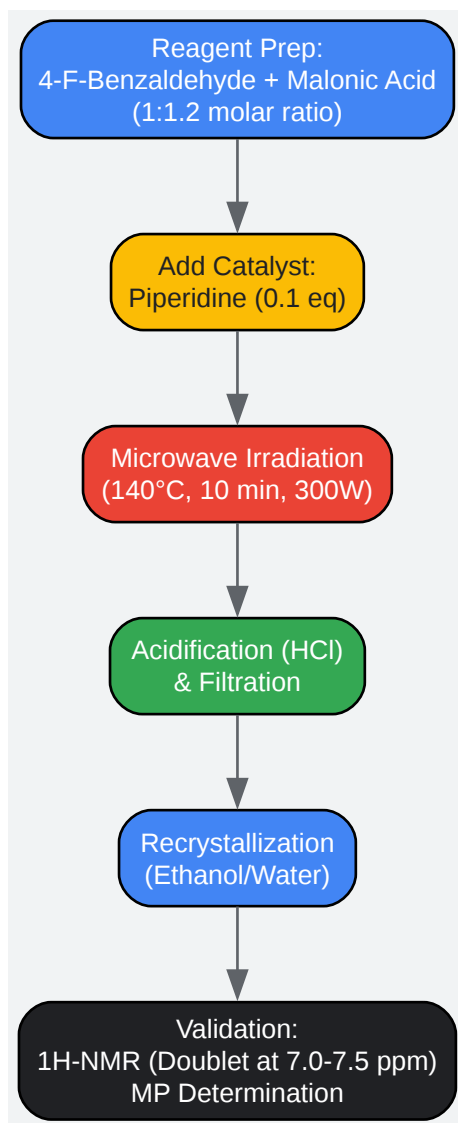 Reagent Prep:
4-F-Benzaldehyde + Malonic Acid
(1:1.2 molar ratio)
Add Catalyst:
Piperidine (0.1 eq)
Microwave Irradiation
(140°C, 10 min, 300W)
Acidification (HCl)
& Filtration
Recrystallization
(Ethanol/Water)
Validation:
1H-NMR (Doublet at 7.0-7.5 ppm)
MP Determination